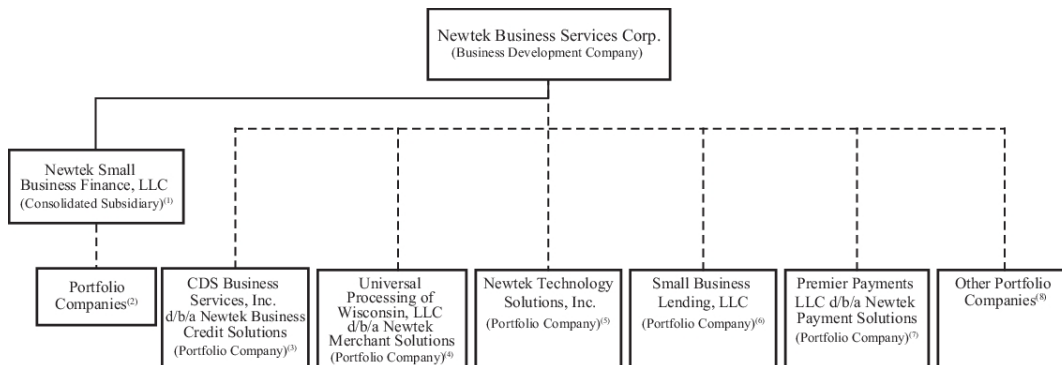 Newtek Business Services Corp.
(Business Development Company)
Newtek Small
Business Finance, LLC
(Consolidated Subsidiary)(1)
Portfolio
Companies(2)
CDS Business
Services, Inc.
d/b/a Newtek Business
Credit Solutions
(Portfolio Company)(3)
Universal
Processing of
Wisconsin, LLC
d/b/a Newtek
Merchant Solutions
(Portfolio Company)(4)
Newtek Technology
Solutions, Inc.
(Portfolio Company)(5)
Small Business
Lending, LLC
(Portfolio Company)(6)
Premier Payments
LLC d/b/a Newtek
Payment Solutions
(Portfolio Company)(7)
Other Portfolio
Companies(8)